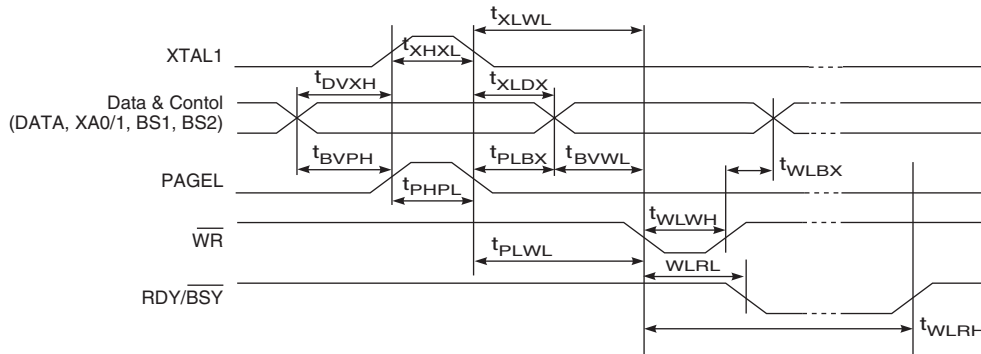 tXLWL
XTAL1
tXHXL
tDVXH
tXLDX
Data & Contol
(DATA, XA0/1, BS1, BS2)
tBVPH
tPLBX
tBVWL
tWLBX
PAGEL
tPHPL
tWLWH
WR
tPLWL
WLRL
RDY/BSY
tWLRH